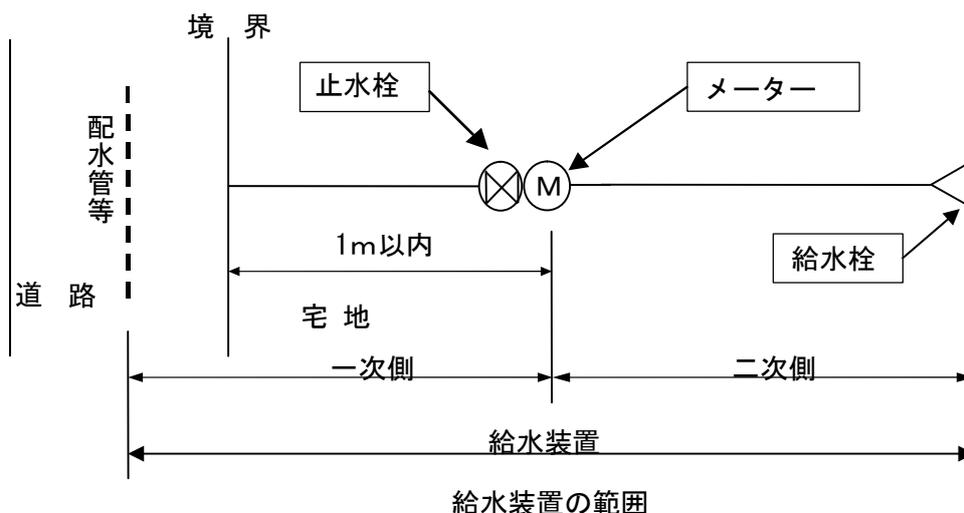 境 界
止水栓
メーター
配水管等
M
1m以内
給水栓
道 路
宅 地
一次側
二次側
給水装置
給水装置の範囲